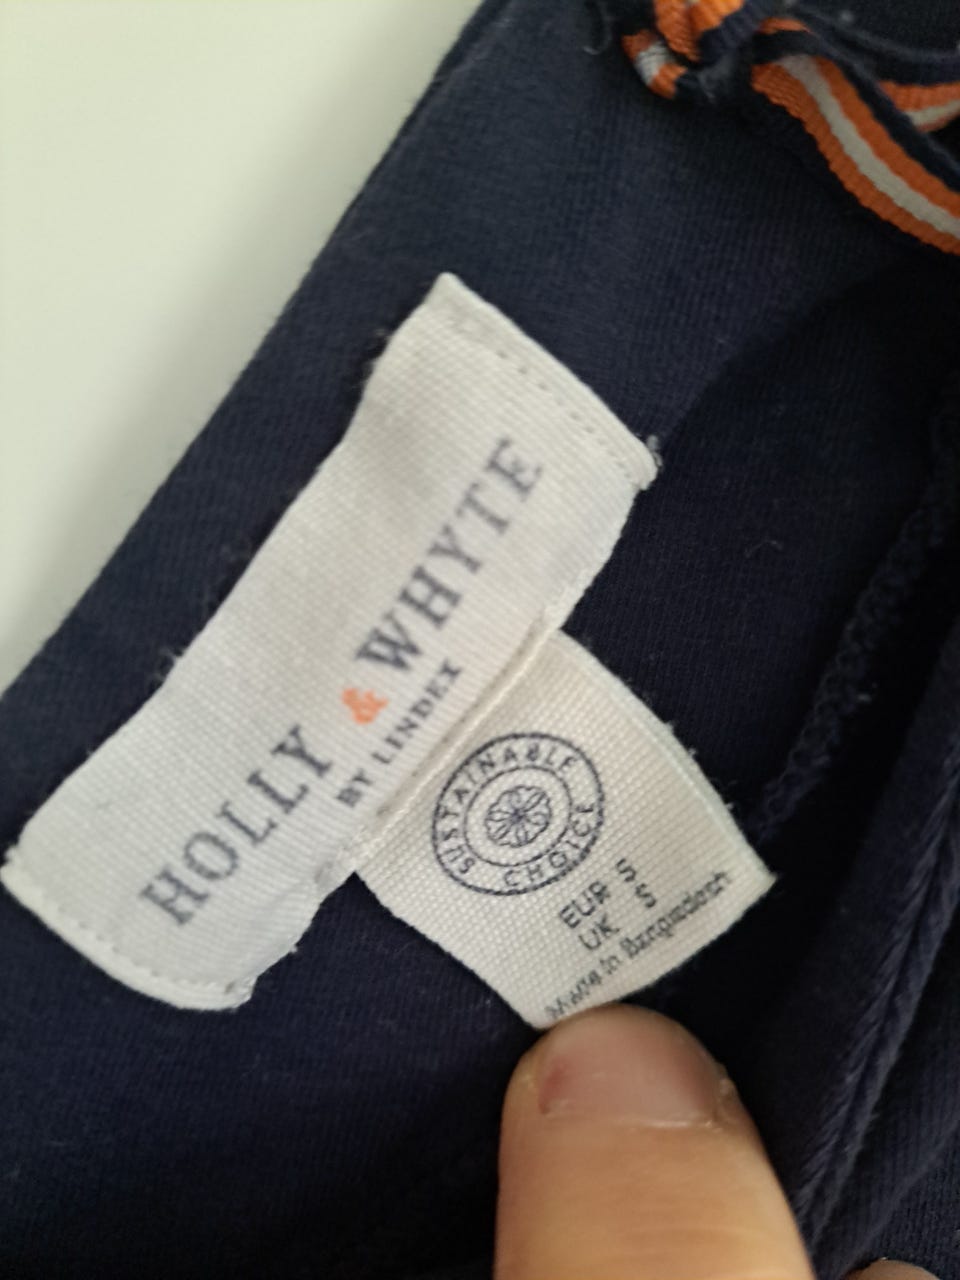 HOLLY & WHYTE
BY LINDEX
SUSTAINABLE CHOICE
EUR S
UK S
Made in Bangladesh